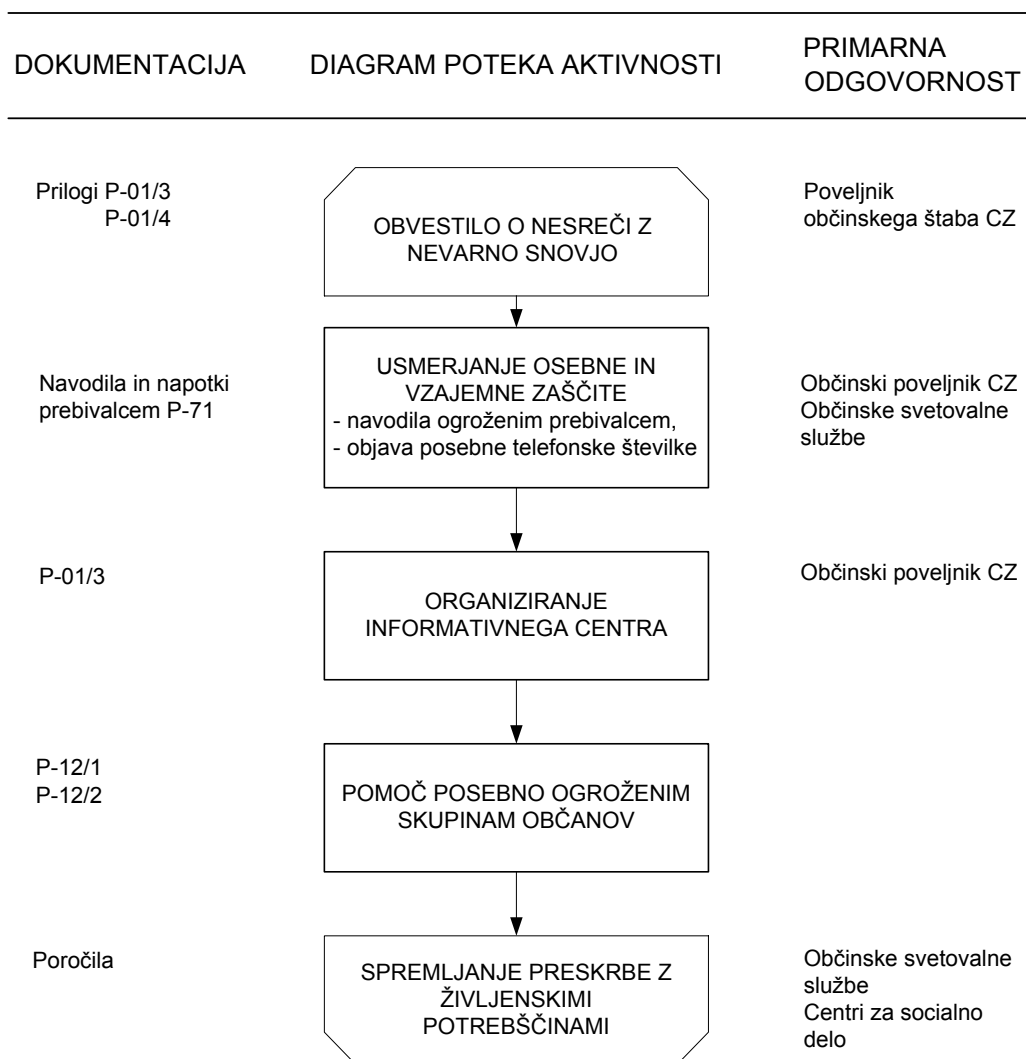 DOKUMENTACIJA
DIAGRAM POTEKA AKTIVNOSTI
PRIMARNA
ODGOVORNOST
Prilogi P-01/3
P-01/4
OBVESTILO O NESREČI Z
NEVARNO SNOVJO
Poveljnik
občinskega štaba CZ
Navodila in napotki
prebivalcem P-71
USMERJANJE OSEBNE IN
VZAJEMNE ZAŠČITE
- navodila ogroženim prebivalcem,
- objava posebne telefonske številke
Občinski poveljnik CZ
Občinske svetovalne
službe
P-01/3
ORGANIZIRANJE
INFORMATIVNEGA CENTRA
Občinski poveljnik CZ
P-12/1
P-12/2
POMOČ POSEBNO OGROŽENIM
SKUPINAM OBČANOV
Poročila
SPREMLJANJE PRESKRBE Z
ŽIVLJENSKIMI
POTREBŠČINAMI
Občinske svetovalne
službe
Centri za socialno
delo